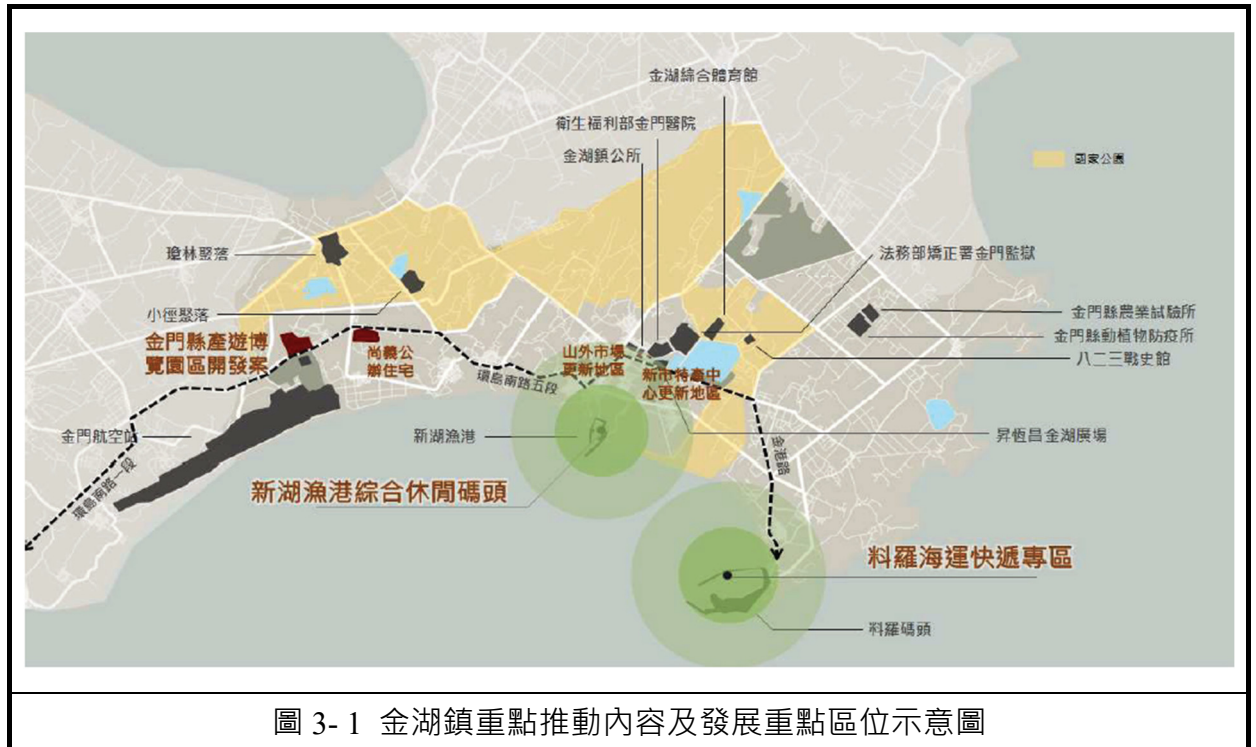 金湖綜合體育館
衛生福利部金門醫院
金湖鎮公所
國家公園
瓊林聚落
法務部矯正署金門監獄
小徑聚落
金門縣農業試驗所
金門縣動植物防疫所
八二三戰史館
金門縣產遊博
覽園區開發案
尚義公
辦住宅
山外市場
更新地區
環島南路五段
新市特產中
心更新地區
金門航空站
新湖漁港
昇恆昌金湖廣場
金港路
環島南路一段
新湖漁港綜合休閒碼頭
料羅海運快遞專區
料羅碼頭
圖 3- 1 金湖鎮重點推動內容及發展重點區位示意圖